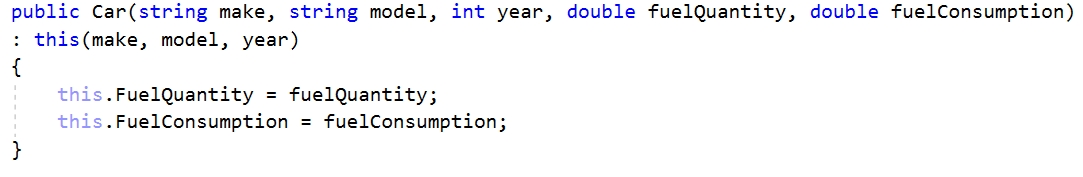 public Car(string make, string model, int year, double fuelQuantity, double fuelConsumption)
: this(make, model, year)
{
    this.FuelQuantity = fuelQuantity;
    this.FuelConsumption = fuelConsumption;
}